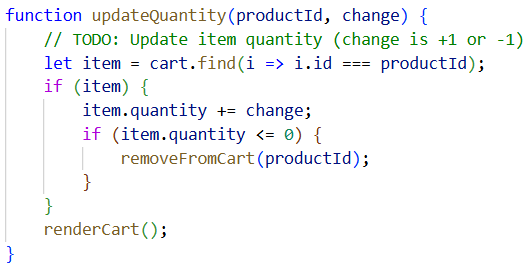 function updateQuantity(productId, change) {
    // TODO: Update item quantity (change is +1 or -1)
    let item = cart.find(i => i.id === productId);
    if (item) {
        item.quantity += change;
        if (item.quantity <= 0) {
            removeFromCart(productId);
        }
    }
    renderCart();
}